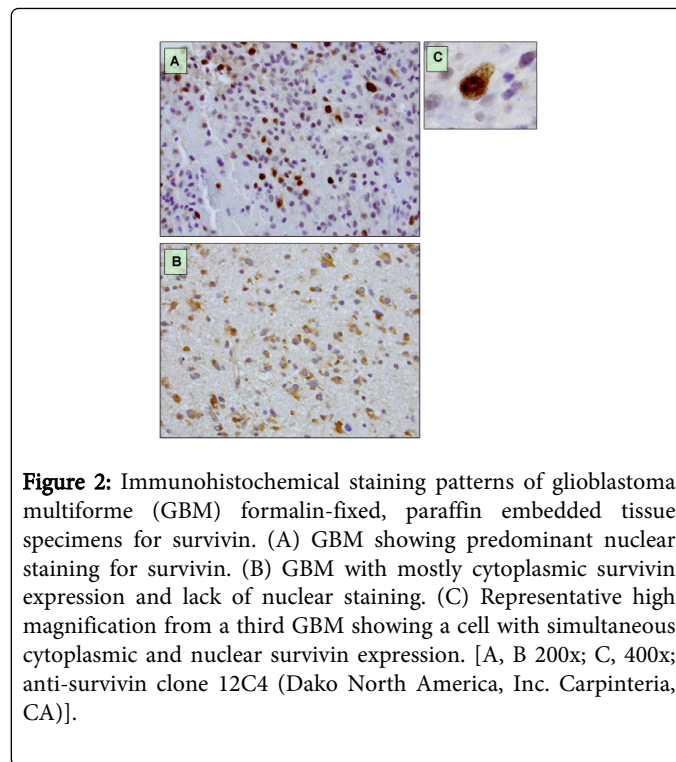 A
C
B
Figure 2: Immunohistochemical staining patterns of glioblastoma
multiforme (GBM) formalin-fixed, paraffin embedded tissue
specimens for survivin. (A) GBM showing predominant nuclear
staining for survivin. (B) GBM with mostly cytoplasmic survivin
expression and lack of nuclear staining. (C) Representative high
magnification from a third GBM showing a cell with simultaneous
cytoplasmic and nuclear survivin expression. [A, B 200x; C, 400x;
anti-survivin clone 12C4 (Dako North America, Inc. Carpinteria,
CA)].